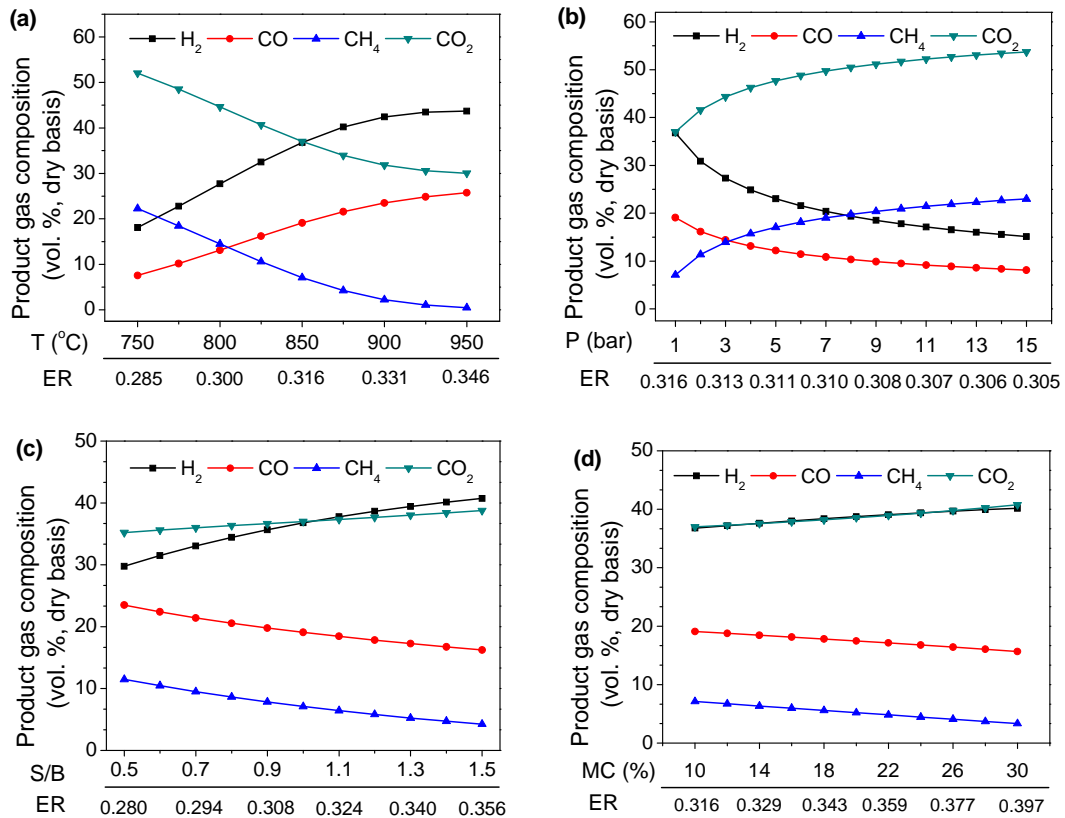 (a)
H2 CO CH4 CO2
60
50
40
30
20
10
0
Product gas composition
(vol. %, dry basis)
T (°C) 750 800 850 900 950
ER 0.285 0.300 0.316 0.331 0.346
(b)
H2 CO CH4 CO2
60
50
40
30
20
10
0
Product gas composition
(vol. %, dry basis)
P (bar) 1 3 5 7 9 11 13 15
ER 0.316 0.313 0.311 0.310 0.308 0.307 0.306 0.305
(c)
H2 CO CH4 CO2
50
40
30
20
10
0
Product gas composition
(vol. %, dry basis)
S/B 0.5 0.7 0.9 1.1 1.3 1.5
ER 0.280 0.294 0.308 0.324 0.340 0.356
(d)
H2 CO CH4 CO2
50
40
30
20
10
0
Product gas composition
(vol. %, dry basis)
MC (%) 10 14 18 22 26 30
ER 0.316 0.329 0.343 0.359 0.377 0.397